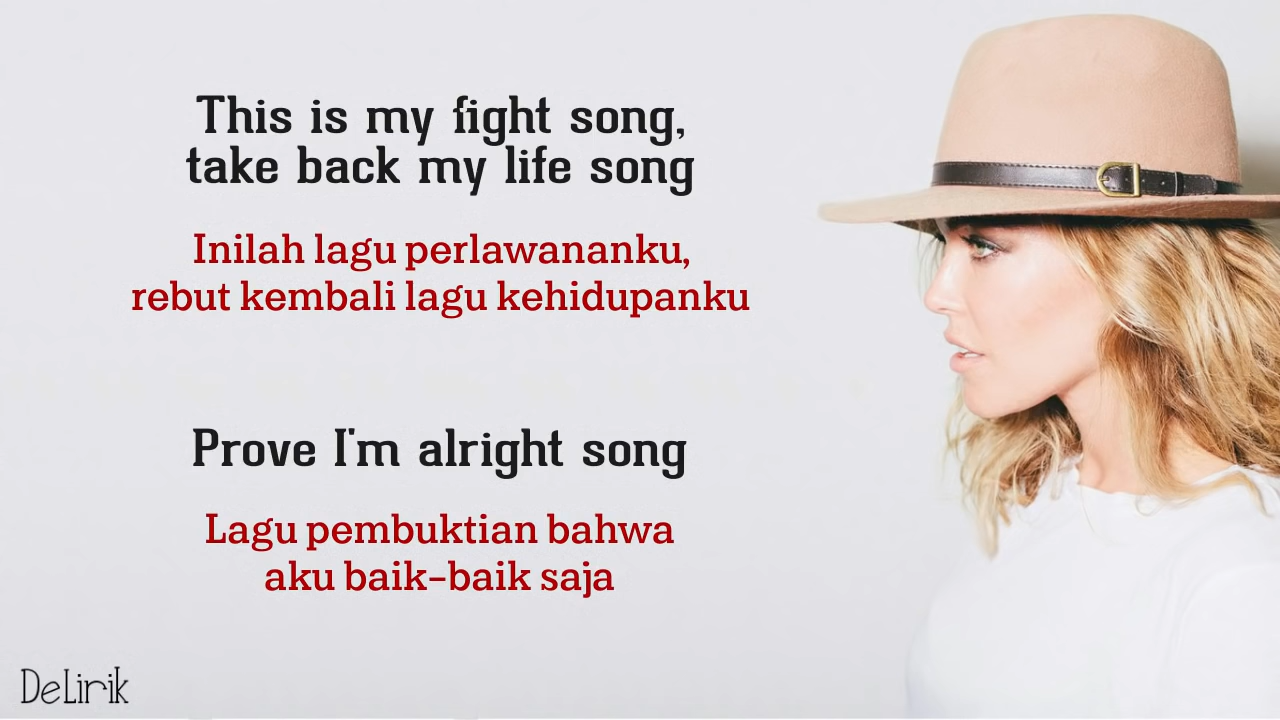 This is my fight song,
take back my life song
Inilah lagu perlawananku,
rebut kembali lagu kehidupanku
Prove I'm alright song
Lagu pembuktian bahwa
aku baik-baik saja
DeLirik